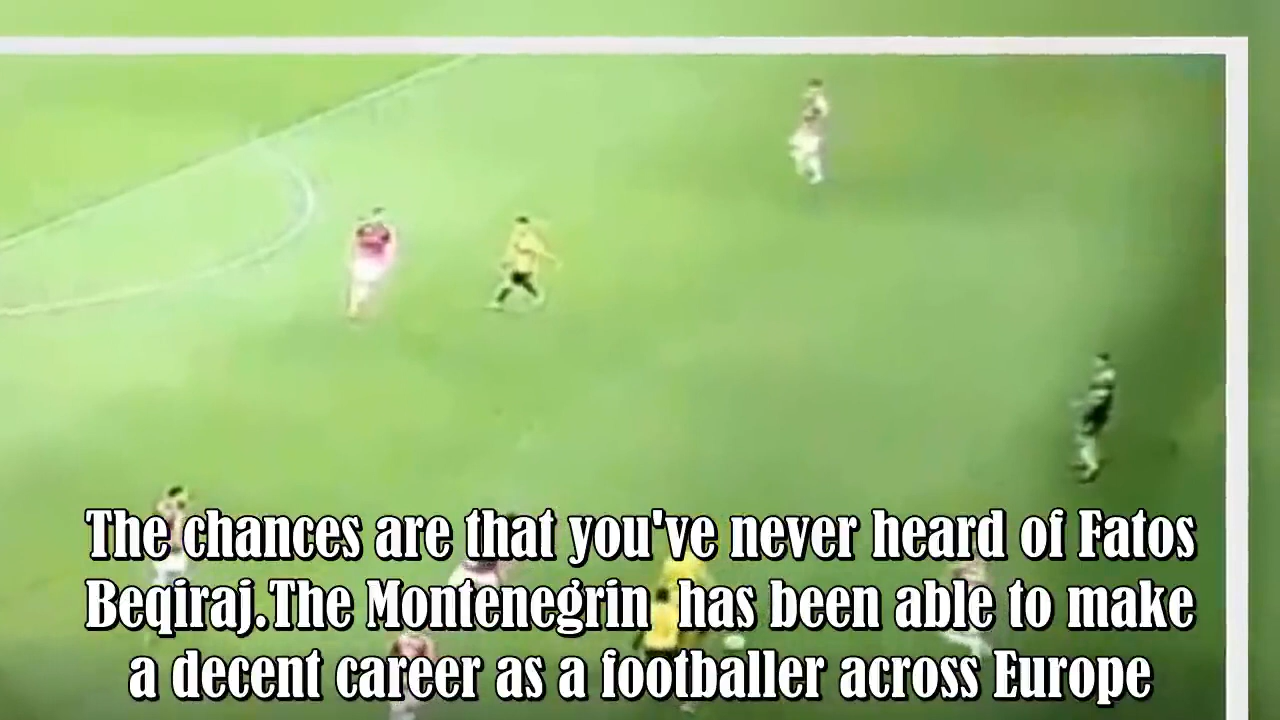 The chances are that you've never heard of Fatos
Beqiraj.The Montenegrin  has been able to make
a decent career as a footballer across Europe